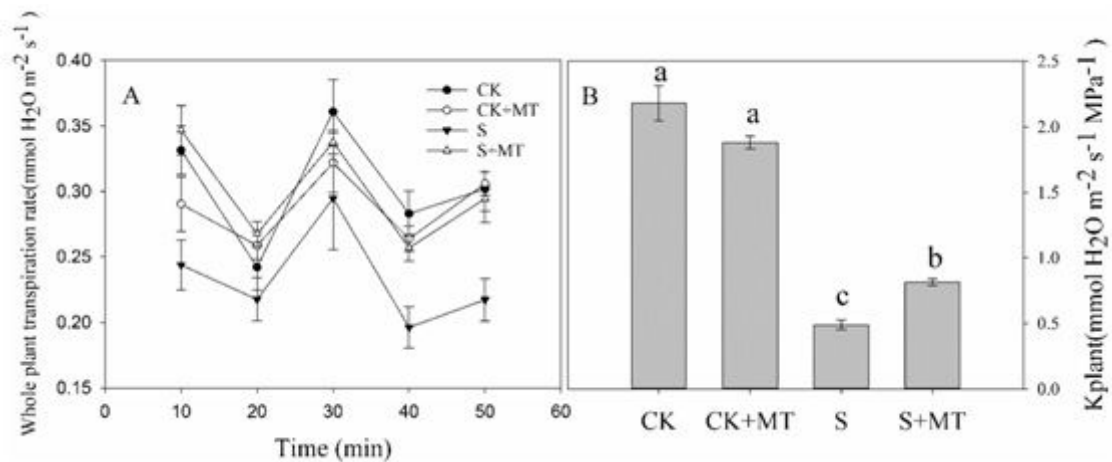 Whole plant transpiration rate(mmol H₂O m⁻² s⁻¹ )
0.40
0.35
0.30
0.25
0.20
0.15
A
CK
CK+MT
S
S+MT
0
10
20
30
40
50
60
Time (min)
B
a
a
c
b
CK
CK+MT
S
S+MT
2.5
2.0
1.5
1.0
0.5
0.0
Kplant(mmol H₂O m⁻² s⁻¹ MPa⁻¹)